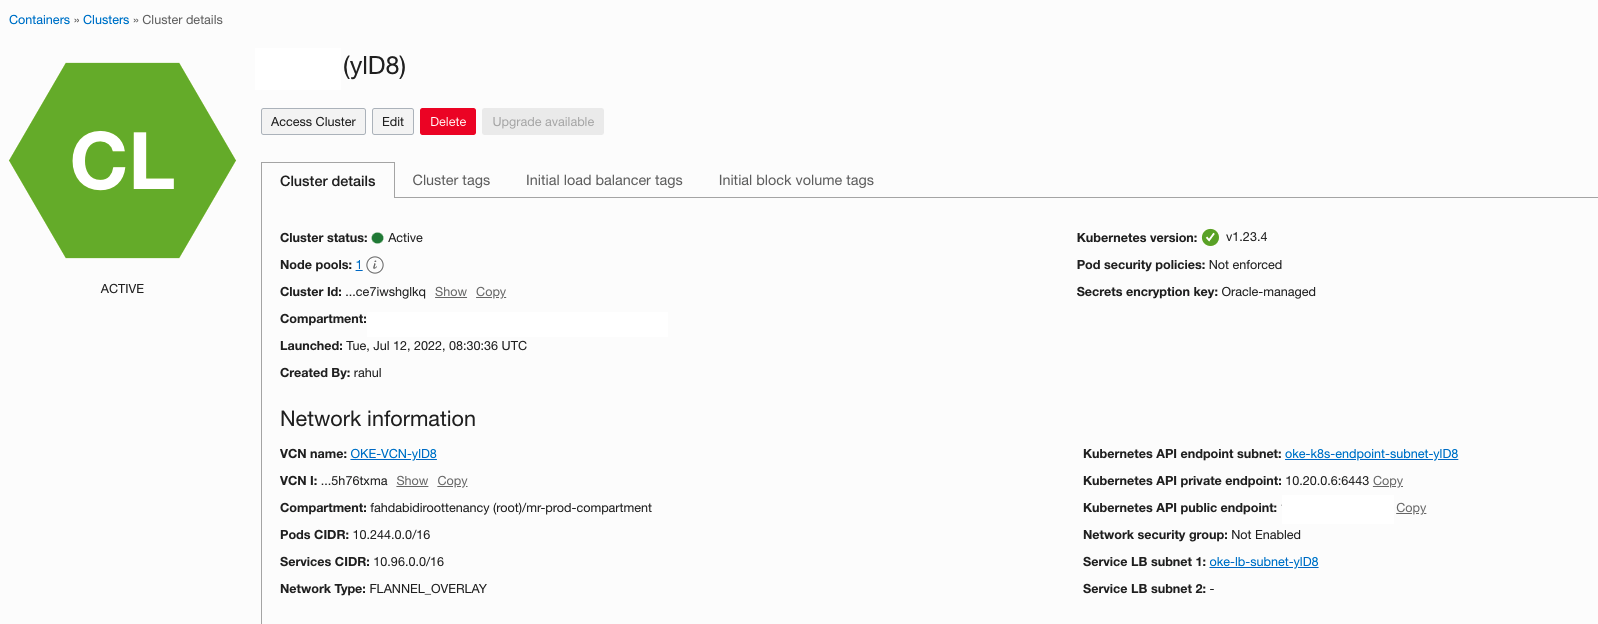 Containers » Clusters » Cluster details
CL
ACTIVE
(ylD8)
Access Cluster Edit Delete Upgrade available
Cluster details Cluster tags Initial load balancer tags Initial block volume tags
Cluster status: Active
Node pools: 1 i
Cluster Id: ...ce7iwshglkq Show Copy
Compartment:
Launched: Tue, Jul 12, 2022, 08:30:36 UTC
Created By: rahul
Kubernetes version: v1.23.4
Pod security policies: Not enforced
Secrets encryption key: Oracle-managed
Network information
VCN name: OKE-VCN-ylD8
VCN I: ...5h76txma Show Copy
Compartment: fahdabidiroottenancy (root)/mr-prod-compartment
Pods CIDR: 10.244.0.0/16
Services CIDR: 10.96.0.0/16
Network Type: FLANNEL_OVERLAY
Kubernetes API endpoint subnet: oke-k8s-endpoint-subnet-ylD8
Kubernetes API private endpoint: 10.20.0.6:6443 Copy
Kubernetes API public endpoint: Copy
Network security group: Not Enabled
Service LB subnet 1: oke-lb-subnet-ylD8
Service LB subnet 2: -